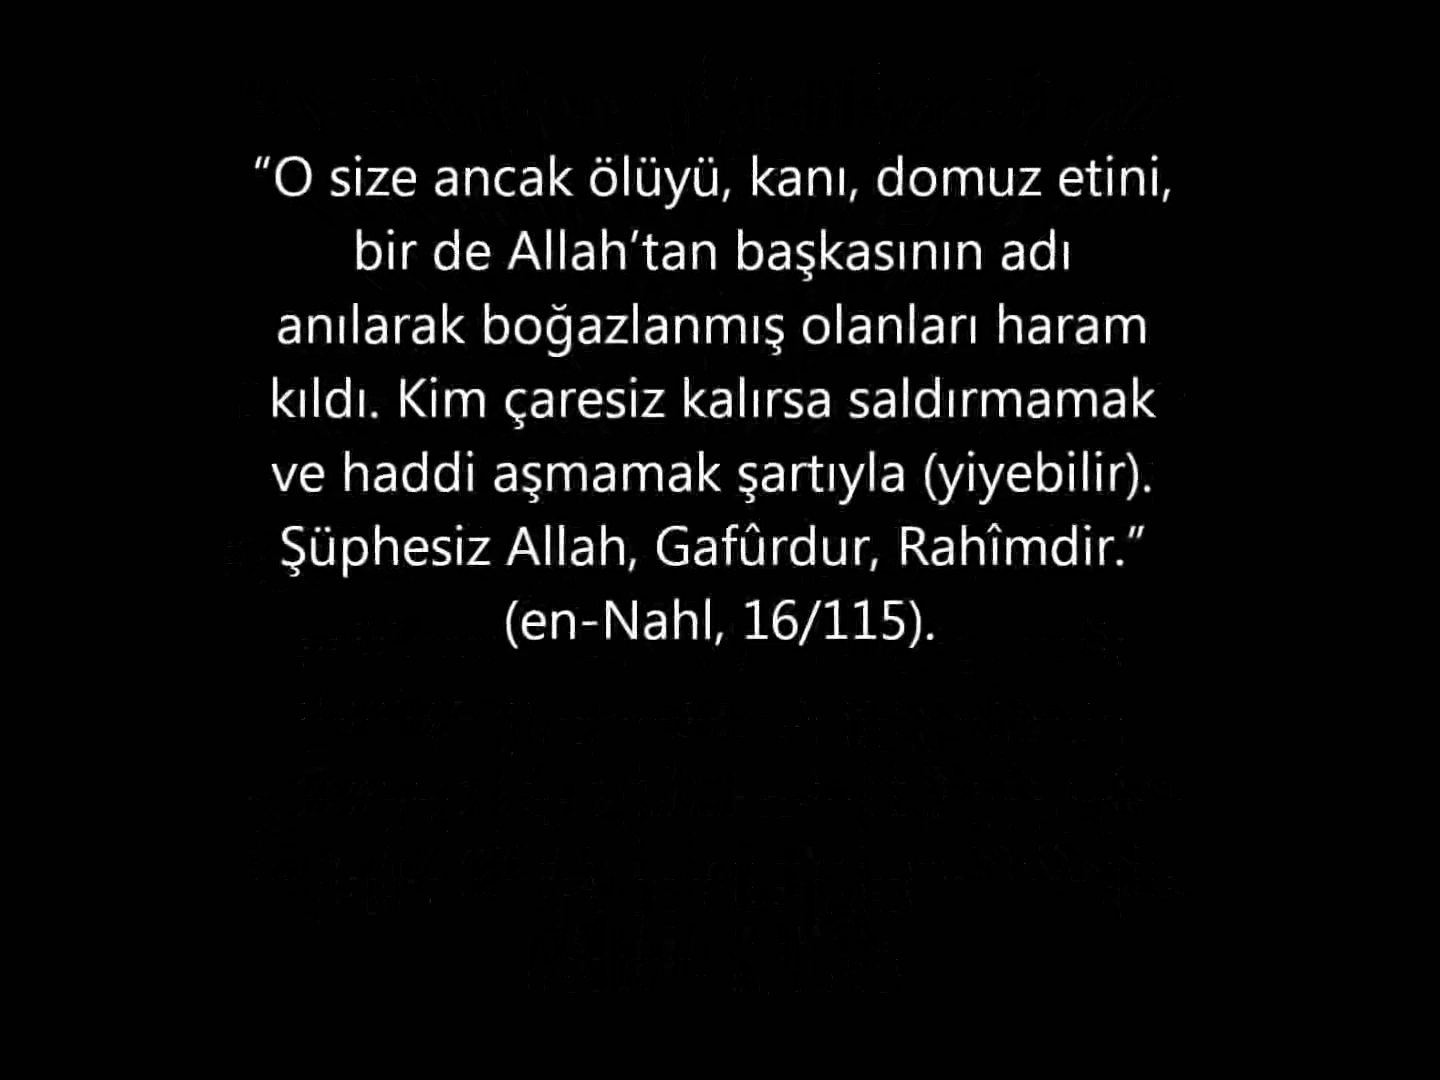 “O size ancak ölüyü, kanı, domuz etini,
bir de Allah’tan başkasının adı
anılarak boğazlanmış olanları haram
kıldı. Kim çaresiz kalırsa saldırmamak
ve haddi aşmamak şartıyla (yiyebilir).
Şüphesiz Allah, Gafûrdur, Rahîmdir.”
(en-Nahl, 16/115).